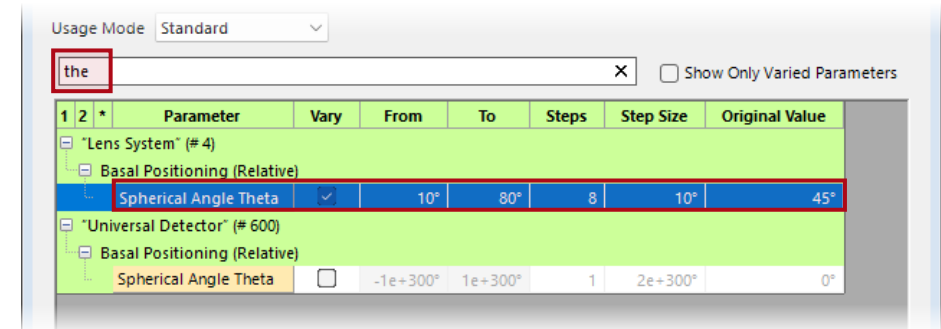 Usage Mode Standard
the × Show Only Varied Parameters
1 2 * Parameter Vary From To Steps Step Size Original Value
"Lens System" (# 4)
Basal Positioning (Relative)
Spherical Angle Theta 10° 80° 8 10° 45°
"Universal Detector" (# 600)
Basal Positioning (Relative)
Spherical Angle Theta -1e+300° 1e+300° 1 2e+300° 0°